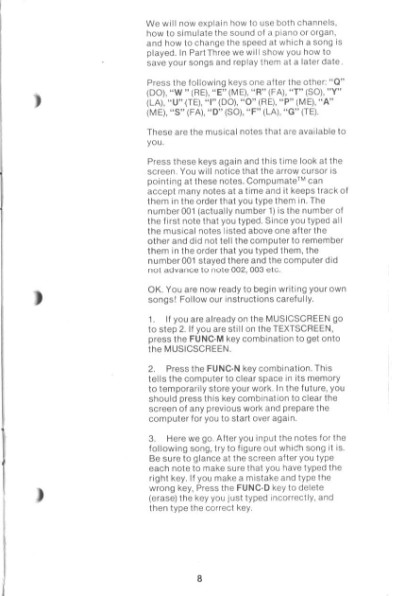 We will now explain how to use both channels,
how to simulate the sound of a piano or organ,
and how to change the speed at which a song is
played. In Part Three we will show you how to
save your songs and replay them at a later date.
Press the following keys one after the other: "Q"
(DO), "W " (RE), "E" (ME), "R" (FA), "T" (SO), "Y"
(LA), "U" (TE), "I" (DO), "O" (RE), "P" (ME), "A"
(ME), "S" (FA), "D" (SO), "F" (LA), "G" (TE).
These are the musical notes that are available to
you.
Press these keys again and this time look at the
screen. You will notice that the arrow cursor is
pointing at these notes. Compumate™ can
accept many notes at a time and it keeps track of
them in the order that you type them in. The
number 001 (actually number 1) is the number of
the first note that you typed. Since you typed all
the musical notes listed above one after the
other and did not tell the computer to remember
them in the order that you typed them, the
number 001 stayed there and the computer did
not advance to note 002, 003 etc.
OK. You are now ready to begin writing your own
songs! Follow our instructions carefully.
1. If you are already on the MUSICSCREEN go
to step 2. If you are still on the TEXTSCREEN,
press the FUNC-M key combination to get onto
the MUSICSCREEN.
2. Press the FUNC-N key combination. This
tells the computer to clear space in its memory
to temporarily store your work. In the future, you
should press this key combination to clear the
screen of any previous work and prepare the
computer for you to start over again.
3. Here we go. After you input the notes for the
following song, try to figure out which song it is.
Be sure to glance at the screen after you type
each note to make sure that you have typed the
right key. If you make a mistake and type the
wrong key, Press the FUNC-D key to delete
(erase) the key you just typed incorrectly, and
then type the correct key.
8